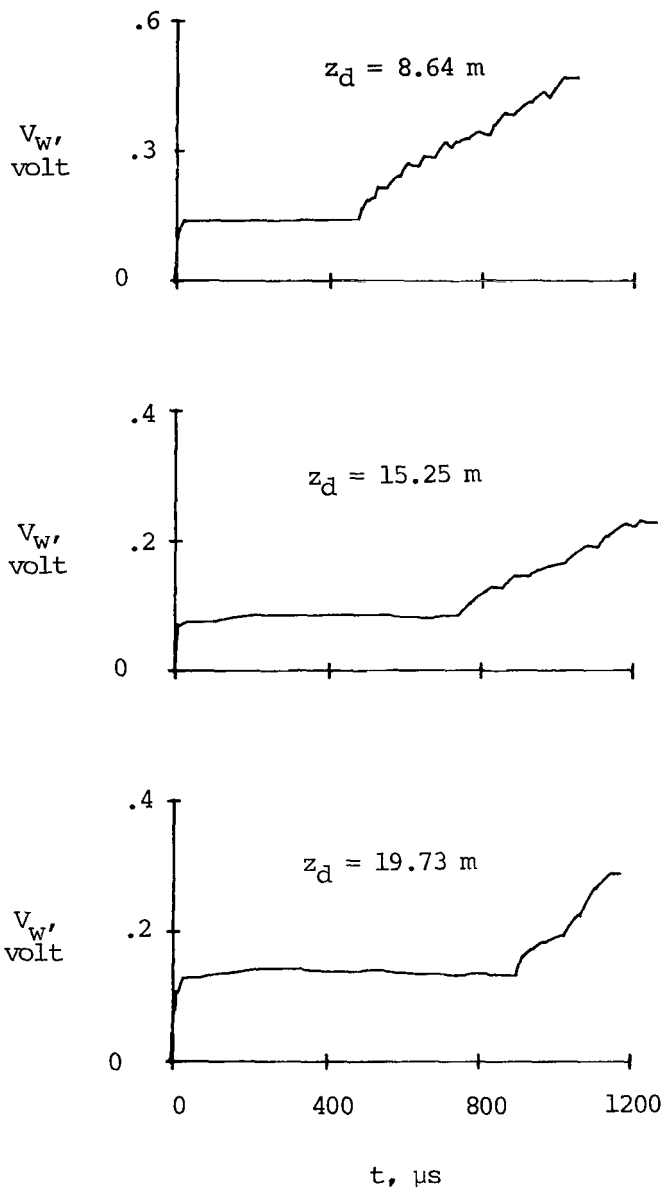 .6
z_d = 8.64 m
V_w,
volt
.3
0
.4
z_d = 15.25 m
V_w,
volt
.2
0
.4
z_d = 19.73 m
V_w,
volt
.2
0
0 400 800 1200
t, μs